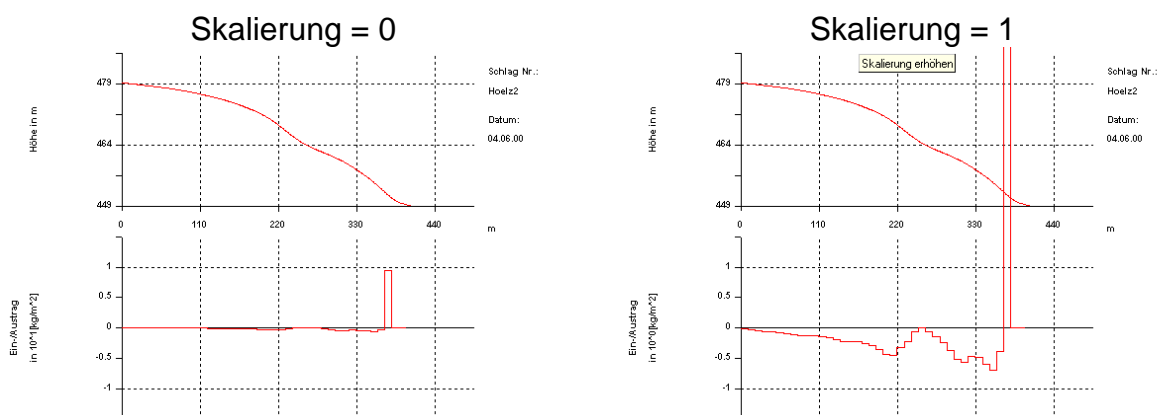 Skalierung = 0
479
464
449
Höhe in m
0
110
220
330
440
m
Schlag Nr.:
Hoelz2
Datum:
04.06.00
1
0.5
0
-0.5
-1
Ein-/Austrag
in 10^1[kg/m^2]
Skalierung = 1
Skalierung erhöhen
479
464
449
Höhe in m
0
110
220
330
440
m
Schlag Nr.:
Hoelz2
Datum:
04.06.00
1
0.5
0
-0.5
-1
Ein-/Austrag
in 10^0[kg/m^2]